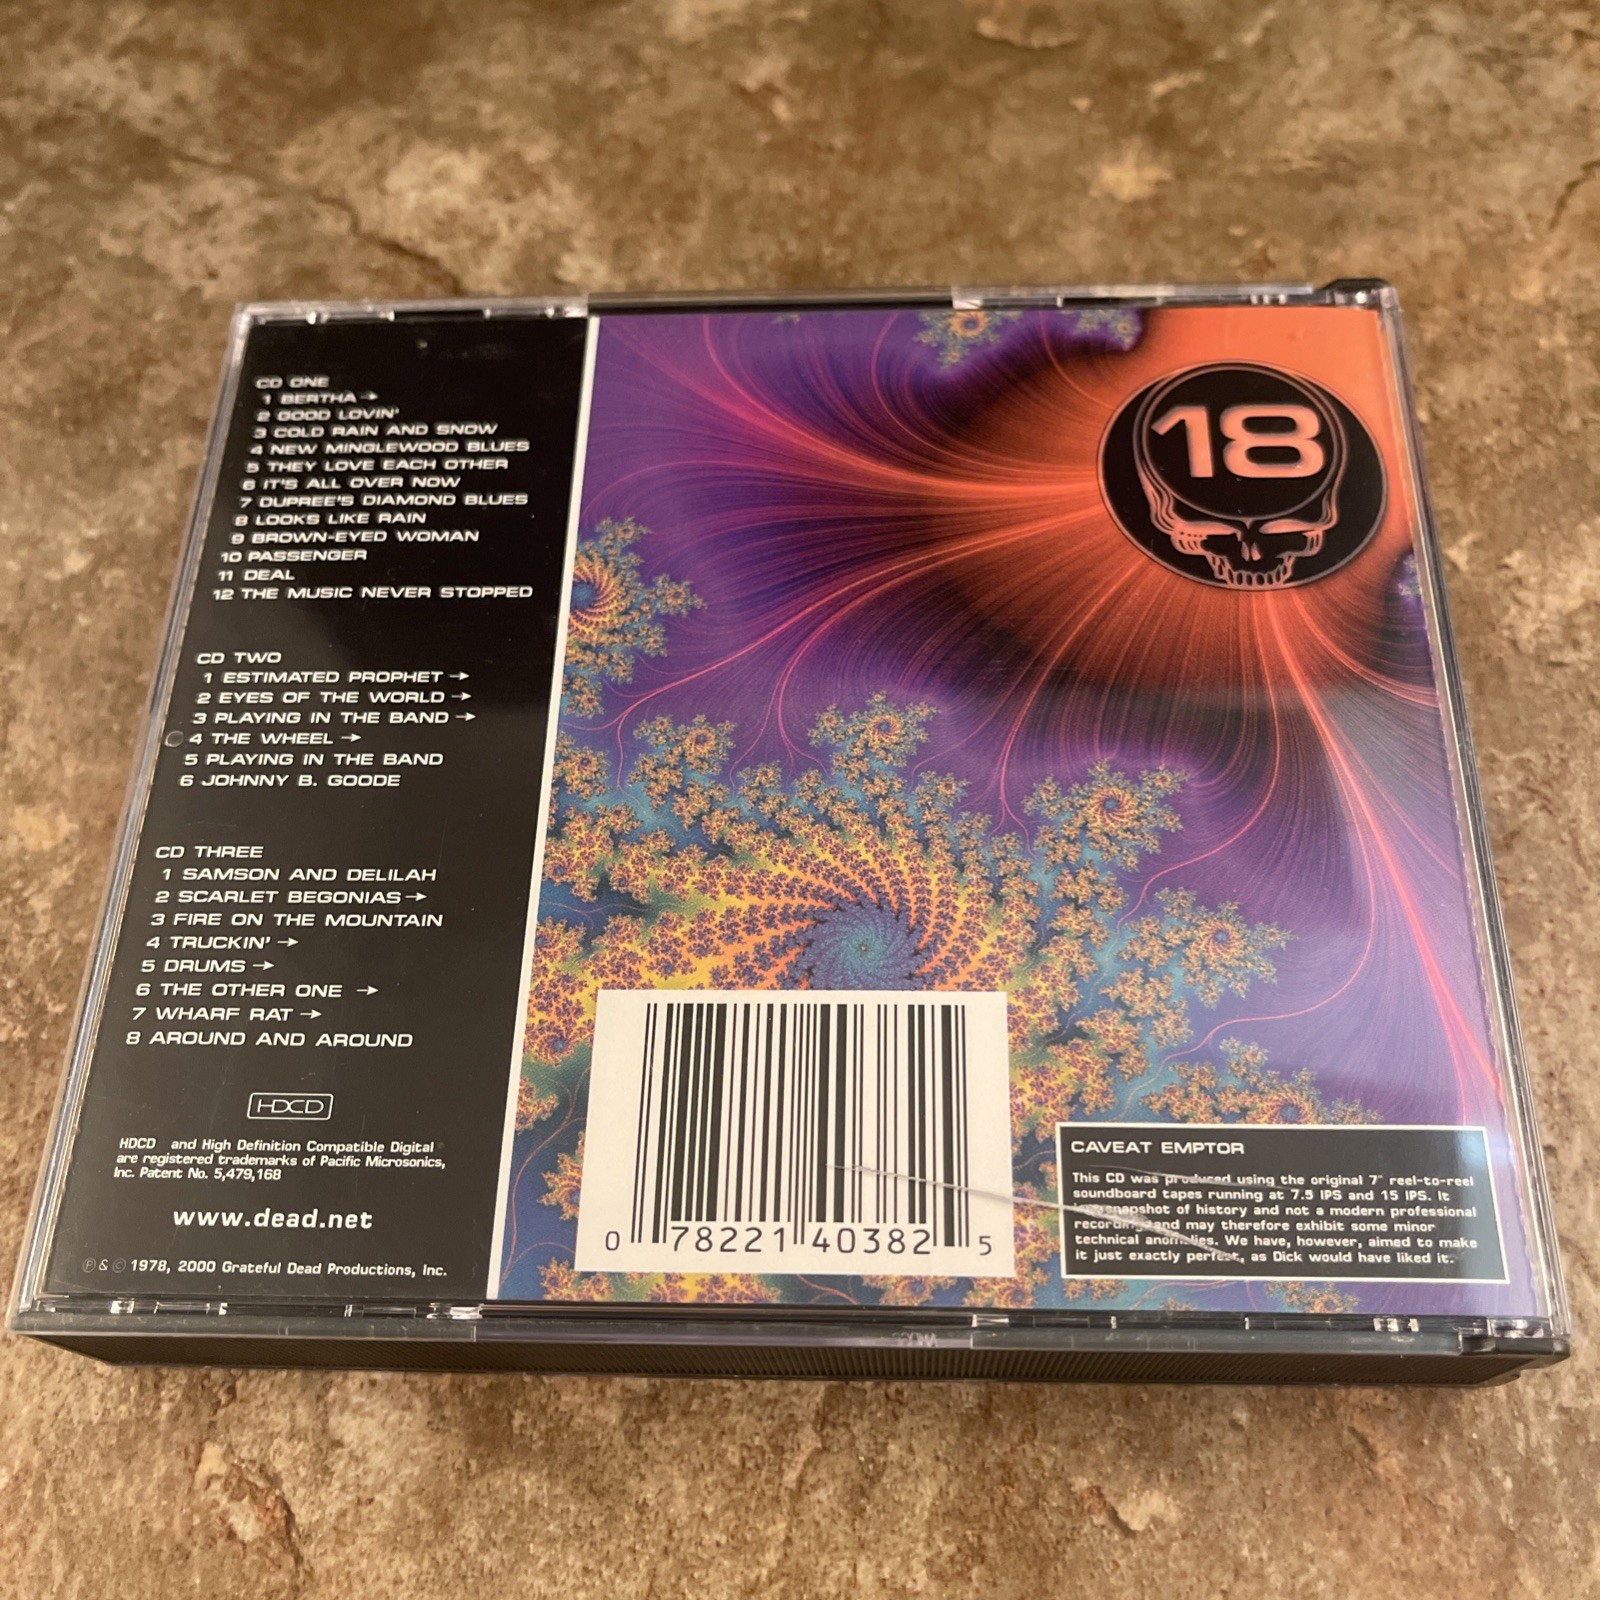 CD ONE
1 BERTHA →
2 GOOD LOVIN'
3 COLD RAIN AND SNOW
4 NEW MINGLEWOOD BLUES
5 THEY LOVE EACH OTHER
6 IT'S ALL OVER NOW
7 DUPREE'S DIAMOND BLUES
8 LOOKS LIKE RAIN
9 BROWN-EYED WOMAN
10 PASSENGER
11 DEAL
12 THE MUSIC NEVER STOPPED
CD TWO
1 ESTIMATED PROPHET →
2 EYES OF THE WORLD →
3 PLAYING IN THE BAND →
4 THE WHEEL →
5 PLAYING IN THE BAND
6 JOHNNY B. GOODE
CD THREE
1 SAMSON AND DELILAH
2 SCARLET BEGONIAS →
3 FIRE ON THE MOUNTAIN
4 TRUCKIN' →
5 DRUMS →
6 THE OTHER ONE →
7 WHARF RAT →
8 AROUND AND AROUND
HDCD
HDCD and High Definition Compatible Digital
are registered trademarks of Pacific Microsonics,
Inc. Patent No. 5,479,168
www.dead.net
℗ & © 1978, 2000 Grateful Dead Productions, Inc.
18
0 78221 40382 5
CAVEAT EMPTOR
This CD was produced using the original 7" reel-to-reel
soundboard tapes running at 7.5 IPS and 15 IPS. It
snapshot of history and not a modern professional
recording and may therefore exhibit some minor
technical anomalies. We have, however, aimed to make
it just exactly perfect, as Dick would have liked it.